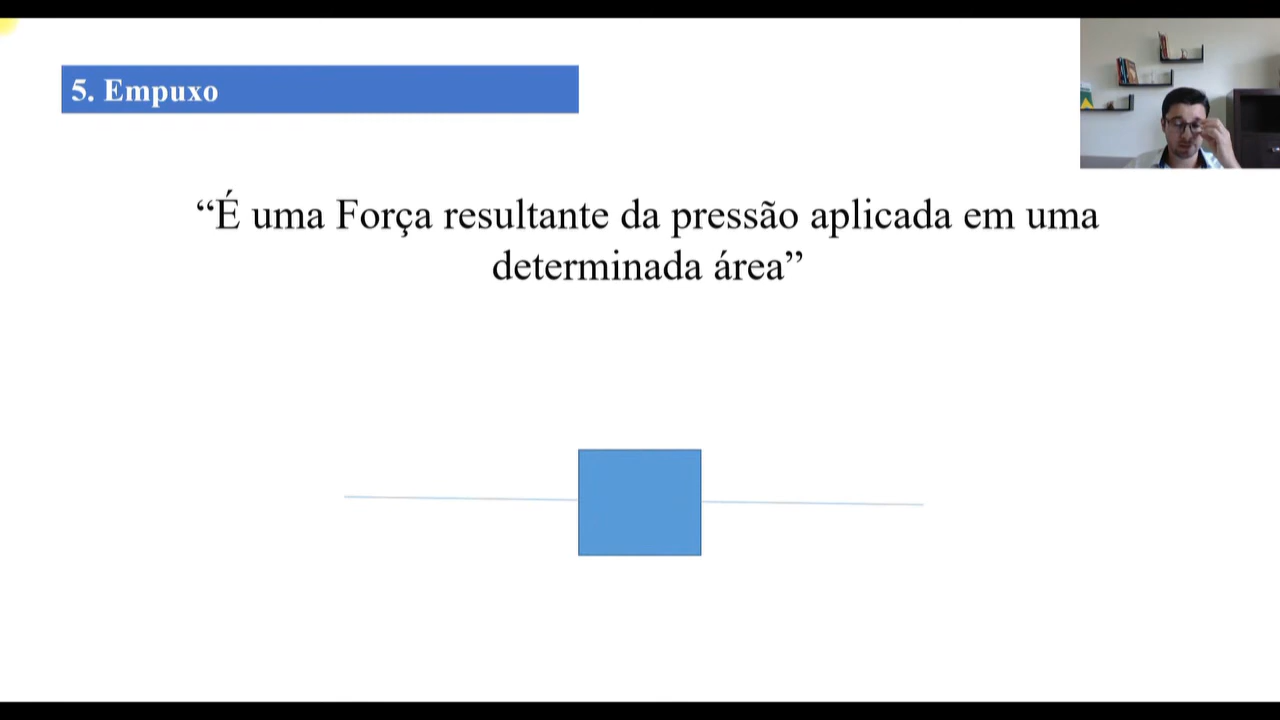 5. Empuxo
“É uma Força resultante da pressão aplicada em uma
determinada área”